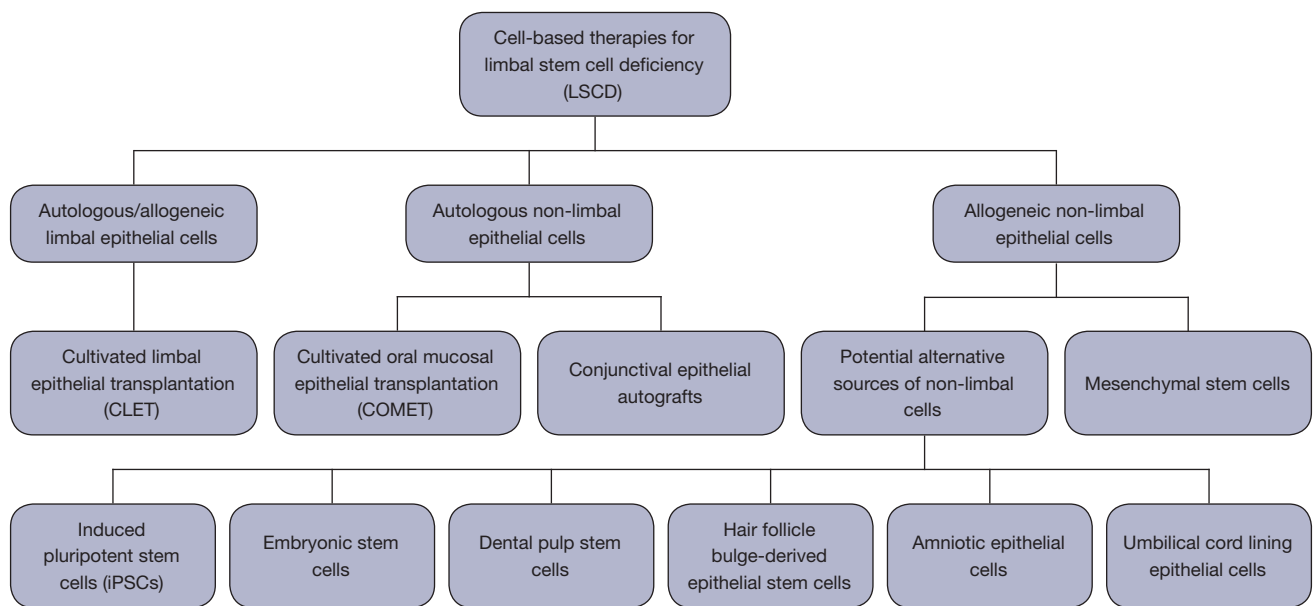 Cell-based therapies for
limbal stem cell deficiency
(LSCD)
Autologous/allogeneic
limbal epithelial cells
Autologous non-limbal
epithelial cells
Allogeneic non-limbal
epithelial cells
Cultivated limbal
epithelial transplantation
(CLET)
Cultivated oral mucosal
epithelial transplantation
(COMET)
Conjunctival epithelial
autografts
Potential alternative
sources of non-limbal
cells
Mesenchymal stem cells
Induced
pluripotent stem
cells (iPSCs)
Embryonic stem
cells
Dental pulp stem
cells
Hair follicle
bulge-derived
epithelial stem cells
Amniotic epithelial
cells
Umbilical cord lining
epithelial cells